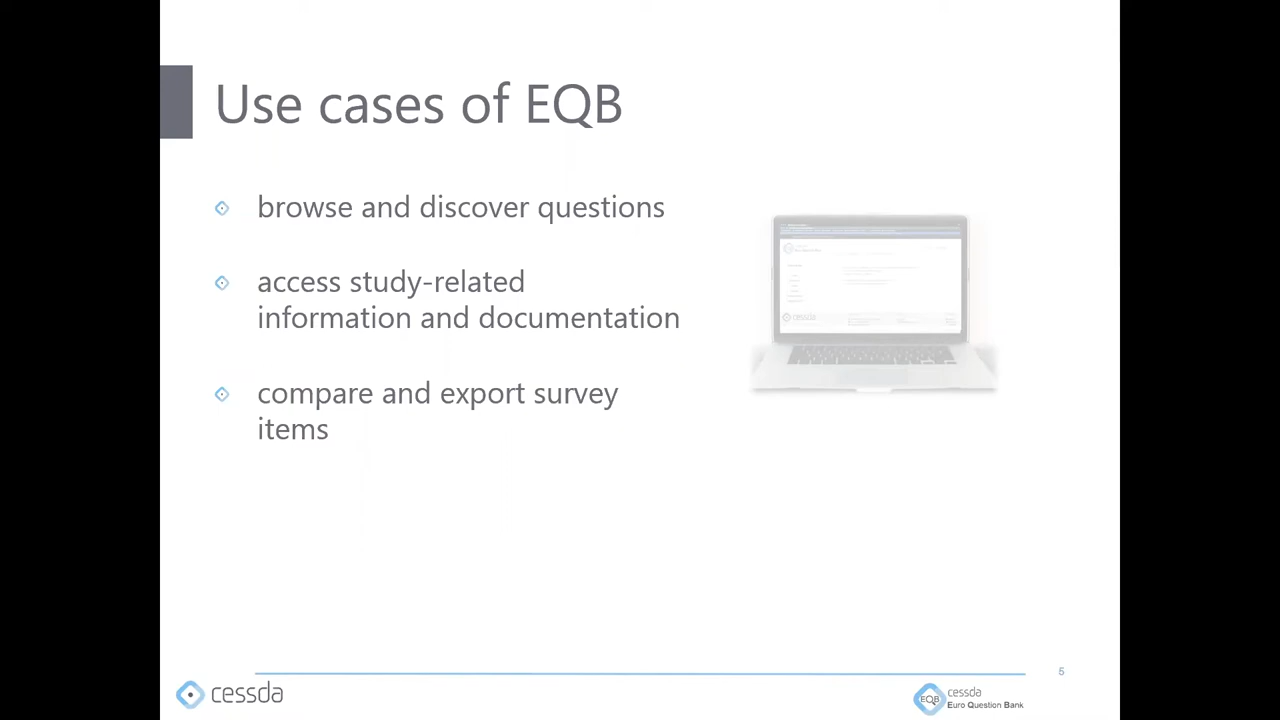 Use cases of EQB
browse and discover questions
access study-related
information and documentation
compare and export survey
items
cessda
5
cessda
EQB
Euro Question Bank
cessda